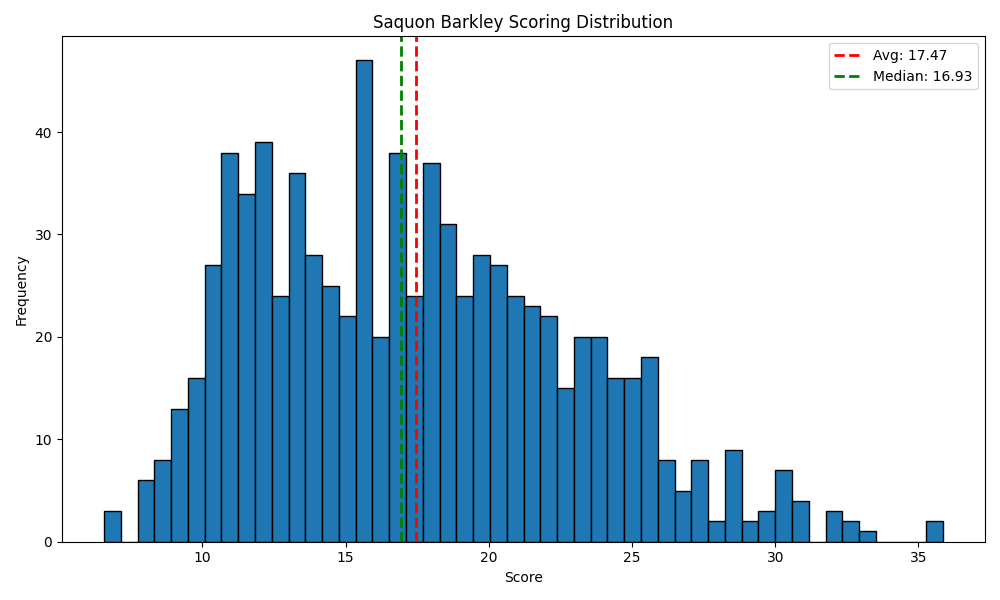 Saquon Barkley Scoring Distribution
Avg: 17.47
Median: 16.93
Frequency
40
30
20
10
0
10 15 20 25 30 35
Score